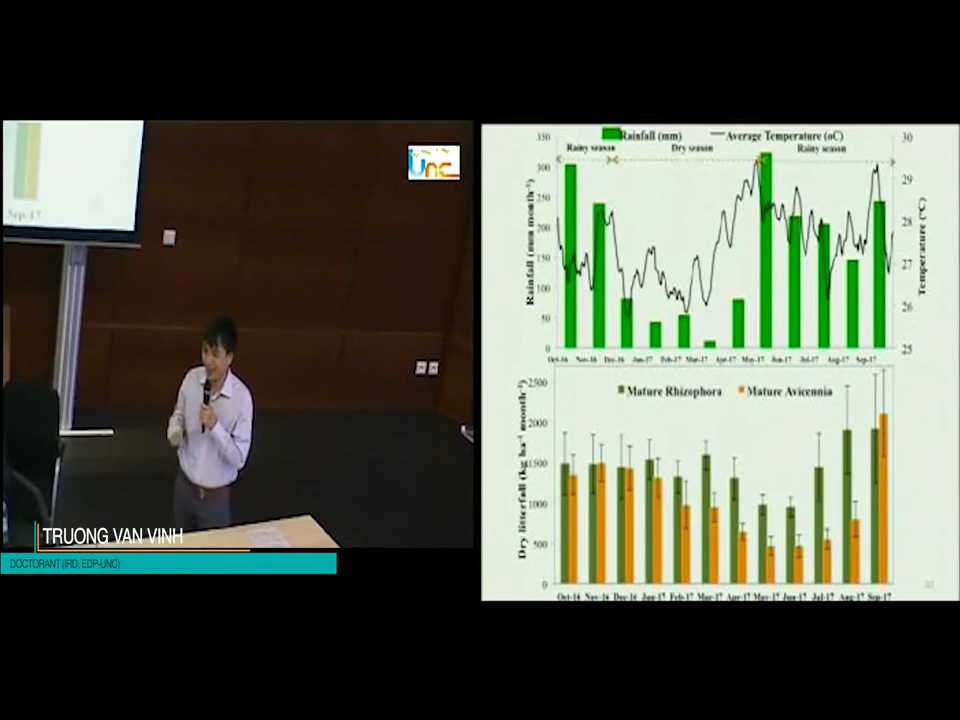 Sep-17
Unc
TRUONG VAN VINH
DOCTORANT (IRD, EDP-UNC)
Rainfall (mm)
Average Temperature (oC)
Rainy season
Dry season
Rainy season
350
300
250
200
150
100
50
0
Rainfall (mm month⁻¹)
30
29
28
27
26
25
Temperature (°C)
Oct-16 Nov-16 Dec-16 Jan-17 Feb-17 Mar-17 Apr-17 May-17 Jun-17 Jul-17 Aug-17 Sep-17
Mature Rhizophora
Mature Avicennia
2500
2000
1500
1000
500
0
Dry litterfall (kg ha⁻¹ month⁻¹)
Oct-16 Nov-16 Dec-16 Jan-17 Feb-17 Mar-17 Apr-17 May-17 Jun-17 Jul-17 Aug-17 Sep-17
37